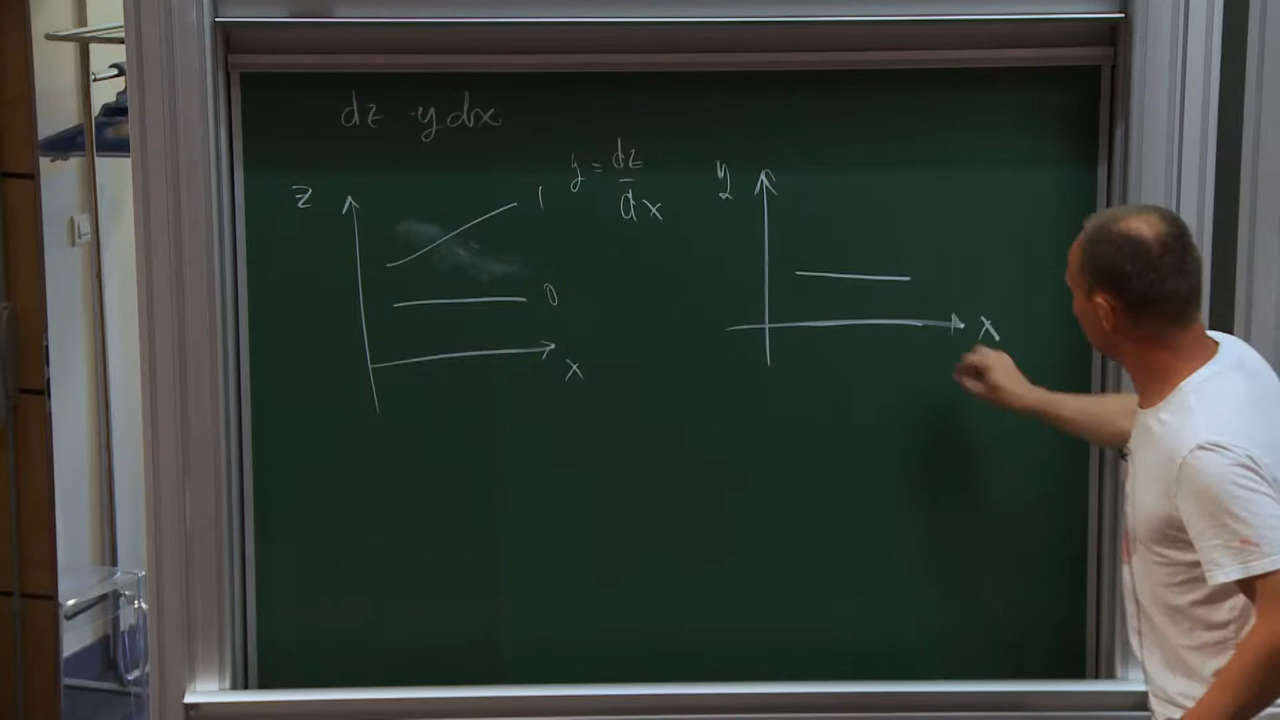 dz - y dx
y = dz/dx
z
1
0
x
y
x